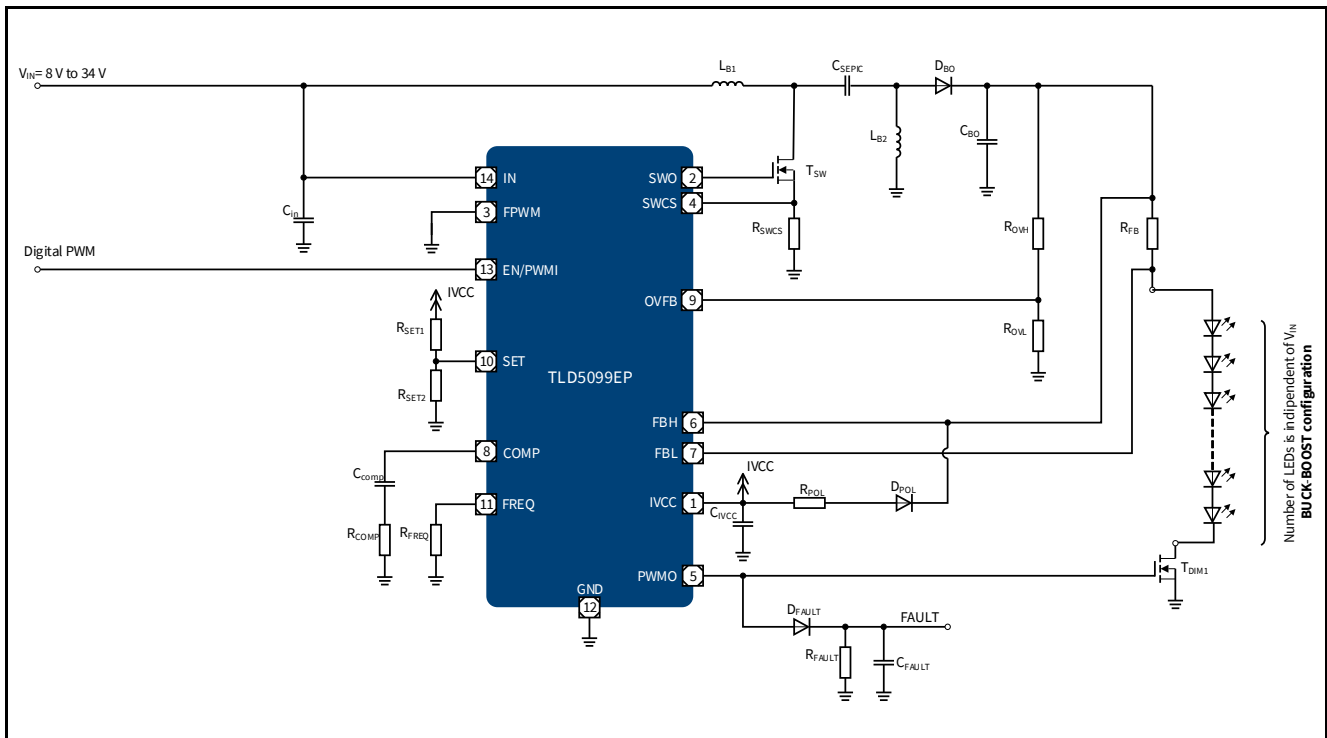 VIN= 8 V to 34 V
LB1
CSEPIC
DBO
LB2
CBO
TSW
Cin
14 IN
SWO 2
3 FPWM
SWCS 4
RSWCS
ROVH
RFB
Digital PWM
13 EN/PWMI
IVCC
OVFB 9
RSET1
ROVL
10 SET
TLD5099EP
RSET2
FBH 6
8 COMP
FBL 7
Ccomp
IVCC
RPOL
DPOL
11 FREQ
IVCC 1
CIVCC
RCOMP
RFREQ
PWMO 5
TDIM1
GND
12
DFAULT
FAULT
RFAULT
CFAULT
Number of LEDs is indipendent of VIN
BUCK-BOOST configuration